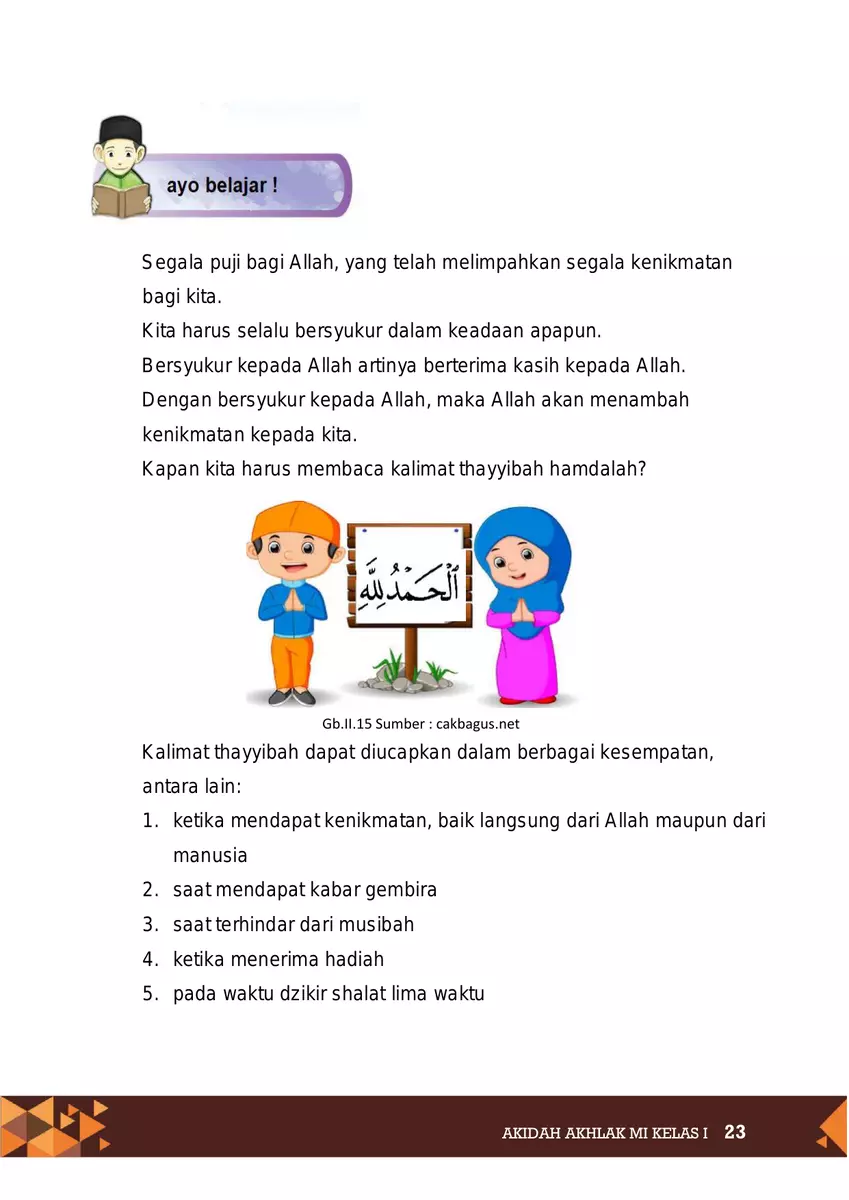 ayo belajar !
Segala puji bagi Allah, yang telah melimpahkan segala kenikmatan
bagi kita.
Kita harus selalu bersyukur dalam keadaan apapun.
Bersyukur kepada Allah artinya berterima kasih kepada Allah.
Dengan bersyukur kepada Allah, maka Allah akan menambah
kenikmatan kepada kita.
Kapan kita harus membaca kalimat thayyibah hamdalah?
ٱلْحَمْدُلِلَّهِ
Gb.II.15 Sumber : cakbagus.net
Kalimat thayyibah dapat diucapkan dalam berbagai kesempatan,
antara lain:
1. ketika mendapat kenikmatan, baik langsung dari Allah maupun dari
manusia
2. saat mendapat kabar gembira
3. saat terhindar dari musibah
4. ketika menerima hadiah
5. pada waktu dzikir shalat lima waktu
AKIDAH AKHLAK MI KELAS I 23